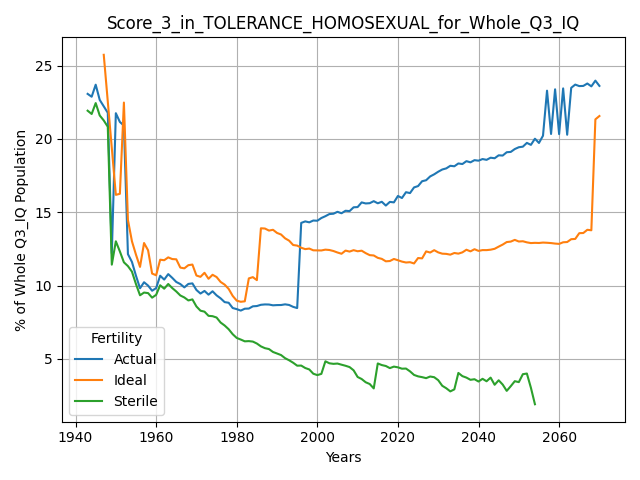 Score_3_in_TOLERANCE_HOMOSEXUAL_for_Whole_Q3_IQ
% of Whole Q3_IQ Population
25
20
15
10
5
Fertility
Actual
Ideal
Sterile
1940 1960 1980 2000 2020 2040 2060
Years